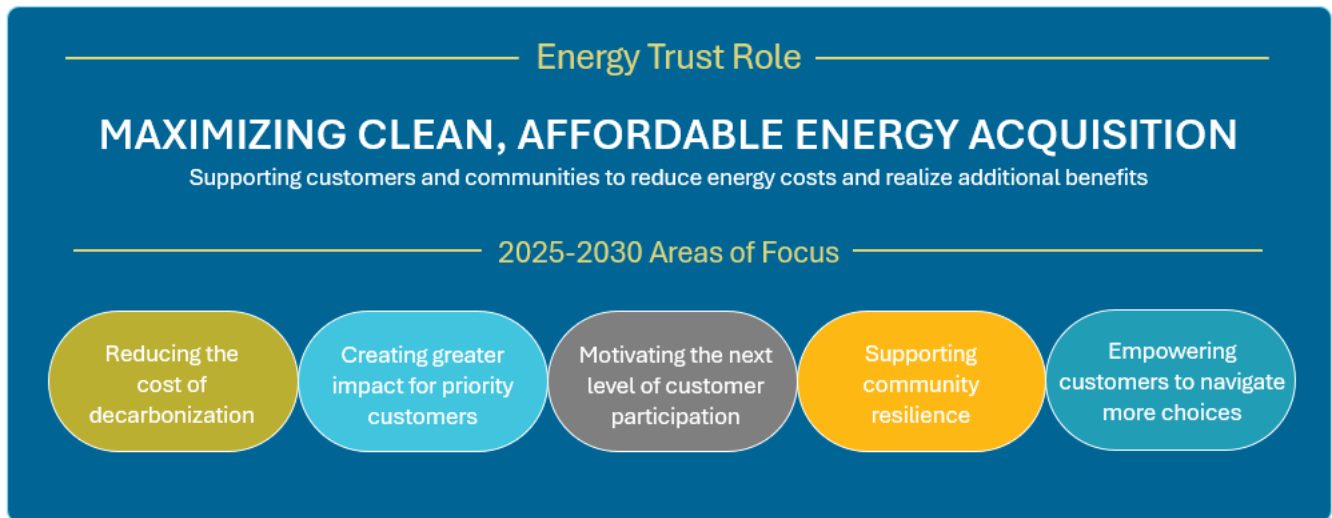 Energy Trust Role
MAXIMIZING CLEAN, AFFORDABLE ENERGY ACQUISITION
Supporting customers and communities to reduce energy costs and realize additional benefits
2025-2030 Areas of Focus
Reducing the
cost of
decarbonization
Creating greater
impact for priority
customers
Motivating the next
level of customer
participation
Supporting
community
resilience
Empowering
customers to navigate
more choices